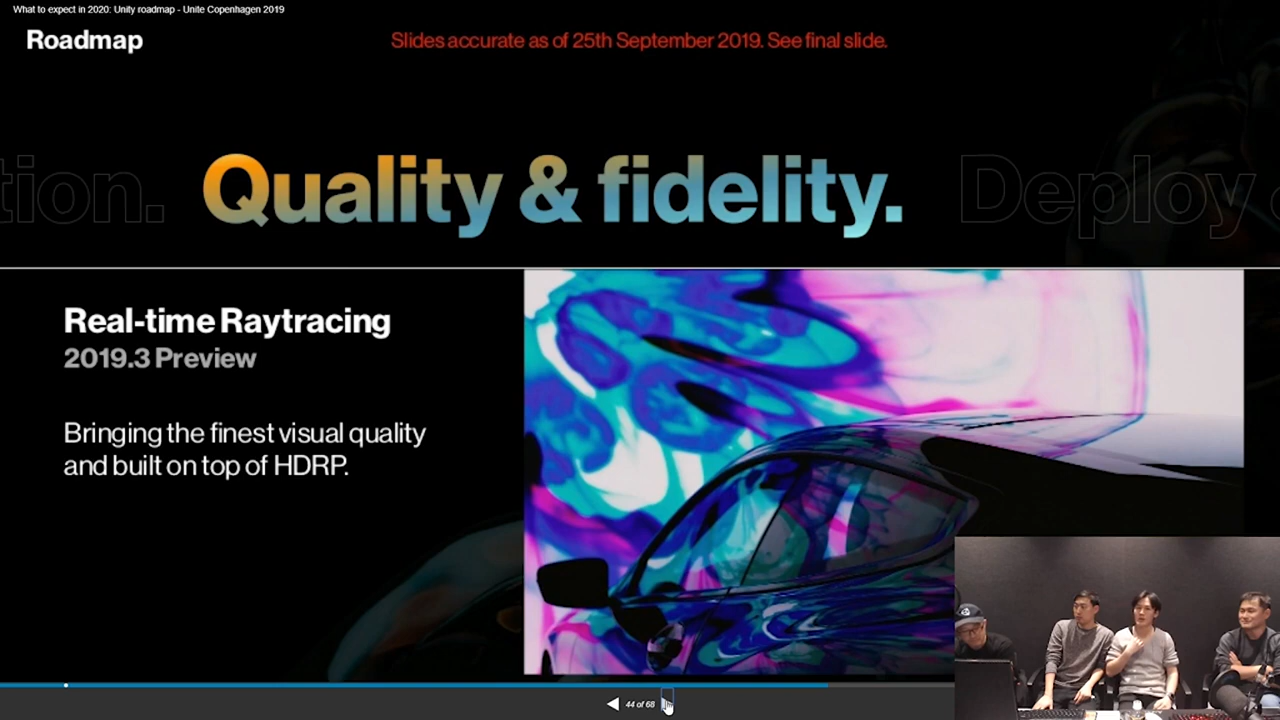 What to expect in 2020: Unity roadmap - Unite Copenhagen 2019
Roadmap
Slides accurate as of 25th September 2019. See final slide.
tion. Quality & fidelity. Deploy
Real-time Raytracing
2019.3 Preview
Bringing the finest visual quality
and built on top of HDRP.
44 of 68